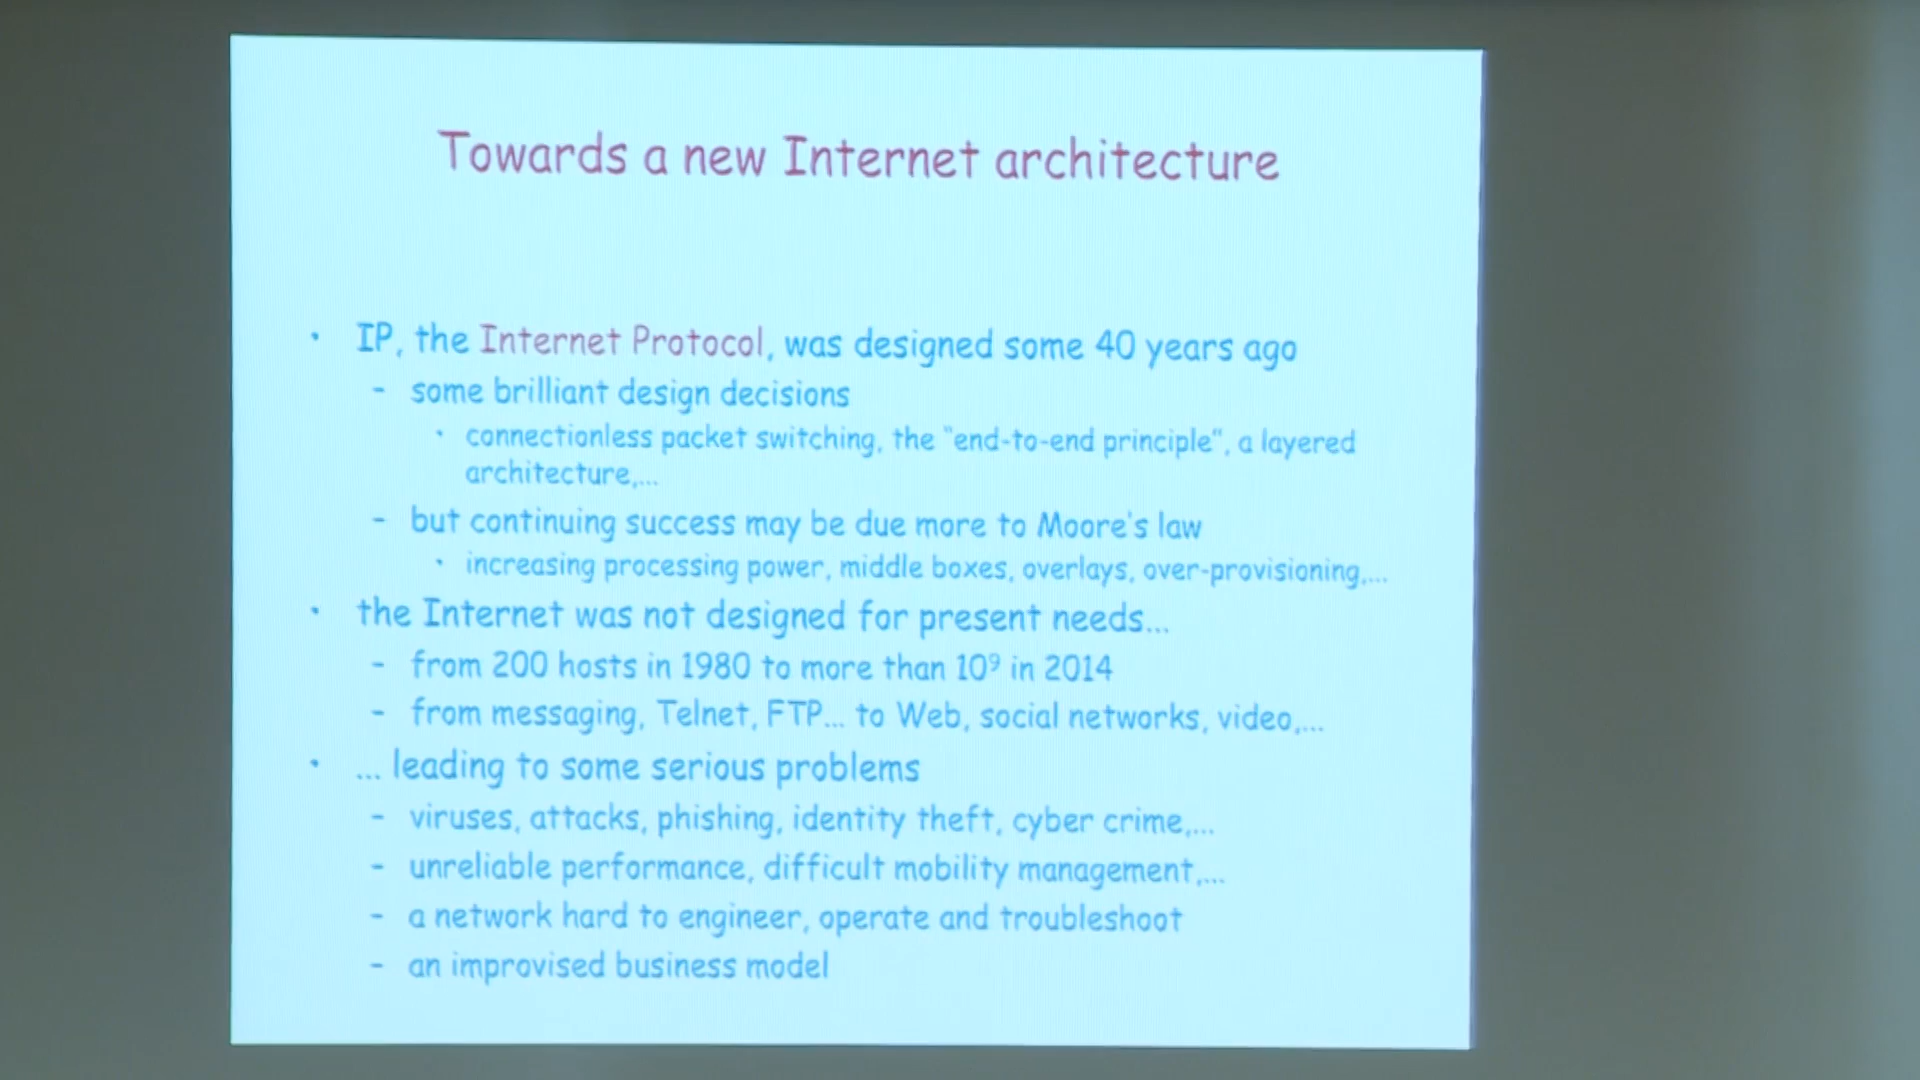 Towards a new Internet architecture
• IP, the Internet Protocol, was designed some 40 years ago
– some brilliant design decisions
• connectionless packet switching, the "end-to-end principle", a layered
architecture,...
– but continuing success may be due more to Moore's law
• increasing processing power, middle boxes, overlays, over-provisioning,...
• the Internet was not designed for present needs...
– from 200 hosts in 1980 to more than 10⁹ in 2014
– from messaging, Telnet, FTP... to Web, social networks, video,...
• ... leading to some serious problems
– viruses, attacks, phishing, identity theft, cyber crime,...
– unreliable performance, difficult mobility management,...
– a network hard to engineer, operate and troubleshoot
– an improvised business model